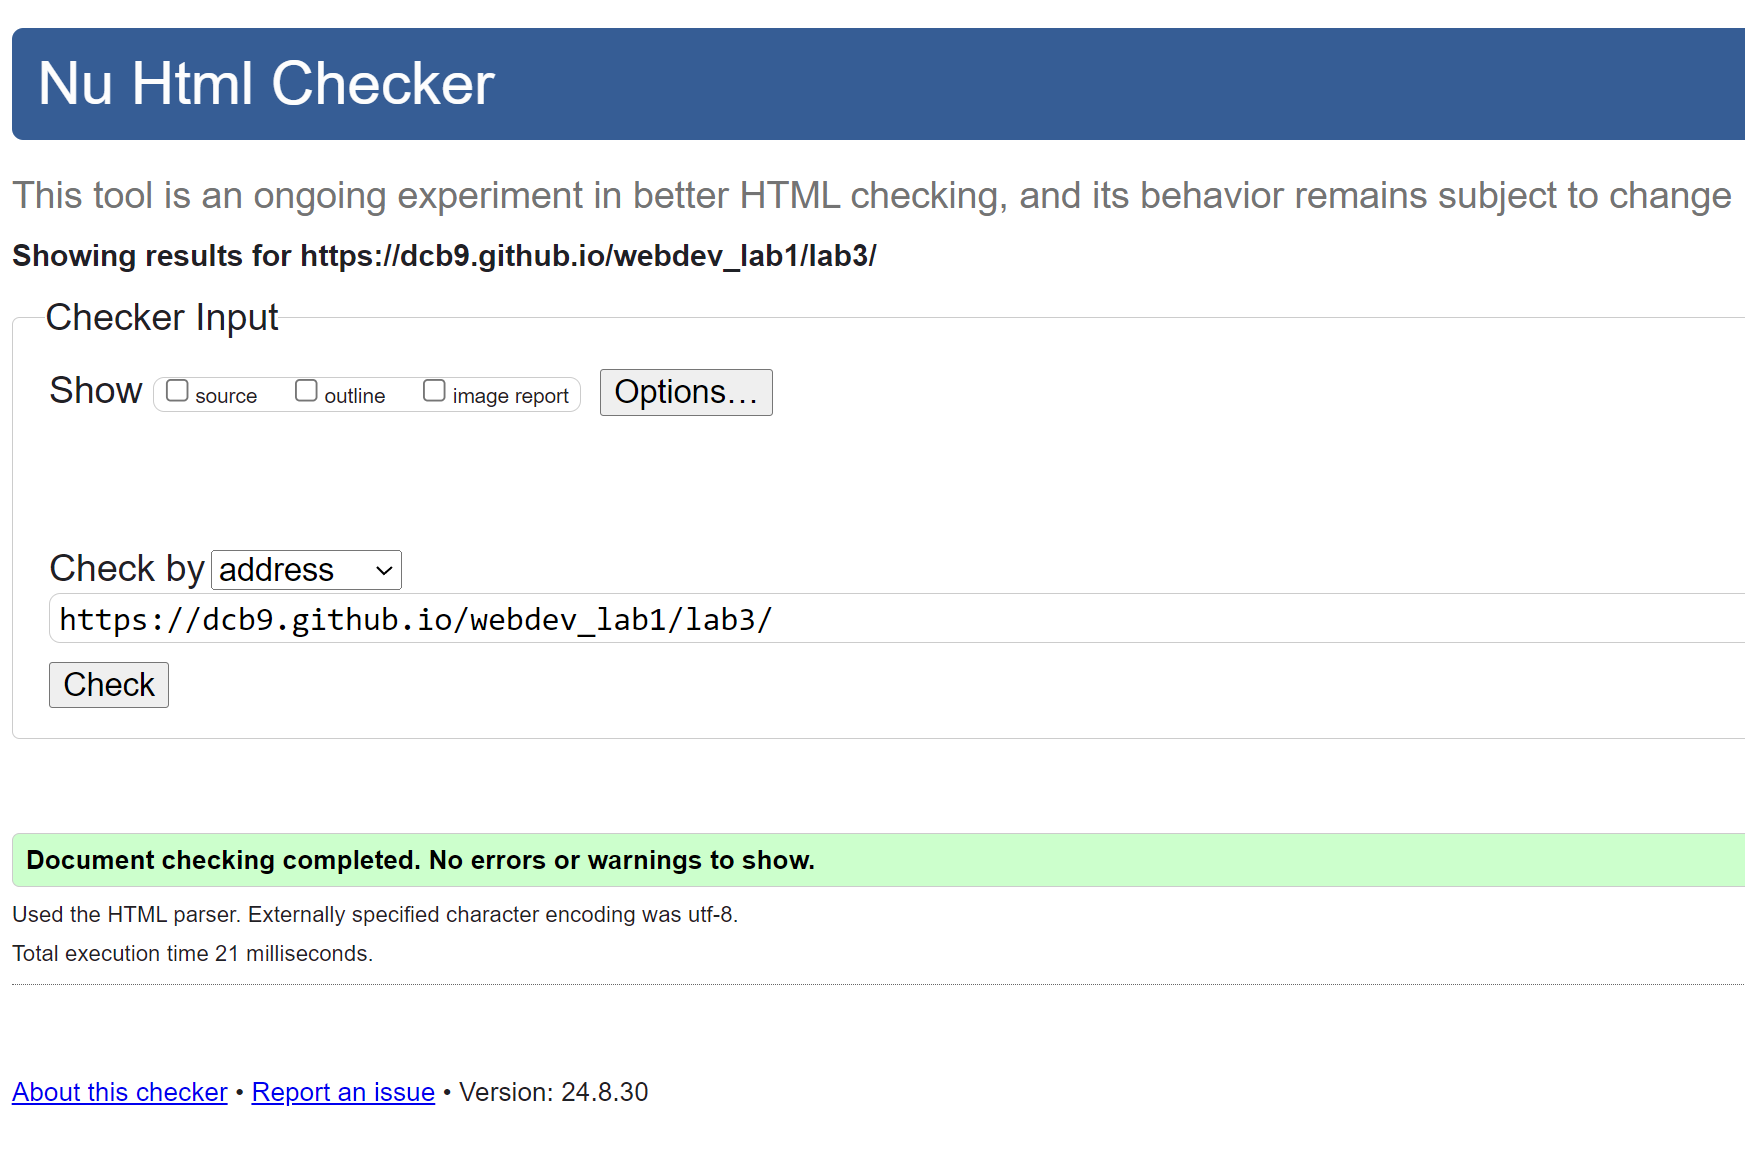 Nu Html Checker
This tool is an ongoing experiment in better HTML checking, and its behavior remains subject to change
Showing results for https://dcb9.github.io/webdev_lab1/lab3/
Checker Input
Show source outline image report Options…
Check by address
https://dcb9.github.io/webdev_lab1/lab3/
Check
Document checking completed. No errors or warnings to show.
Used the HTML parser. Externally specified character encoding was utf-8.
Total execution time 21 milliseconds.
About this checker • Report an issue • Version: 24.8.30